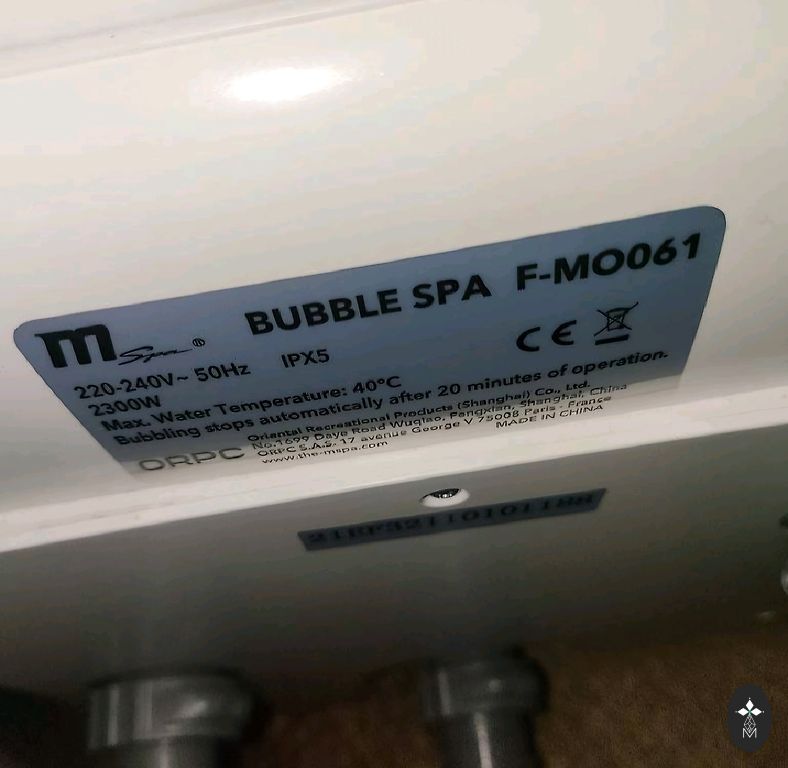 mSpa® BUBBLE SPA F-MO061
220-240V~ 50Hz IPX5 CE
2300W
Max. Water Temperature: 40°C
Bubbling stops automatically after 20 minutes of operation.
ORPC
Oriental Recreational Products (Shanghai) Co., Ltd.
No.1699 Daye Road Wuqiao, Fengxian, Shanghai, China
ORPC S.A.S. 17 avenue George V 75008 Paris - France
www.the-mspa.com MADE IN CHINA
M